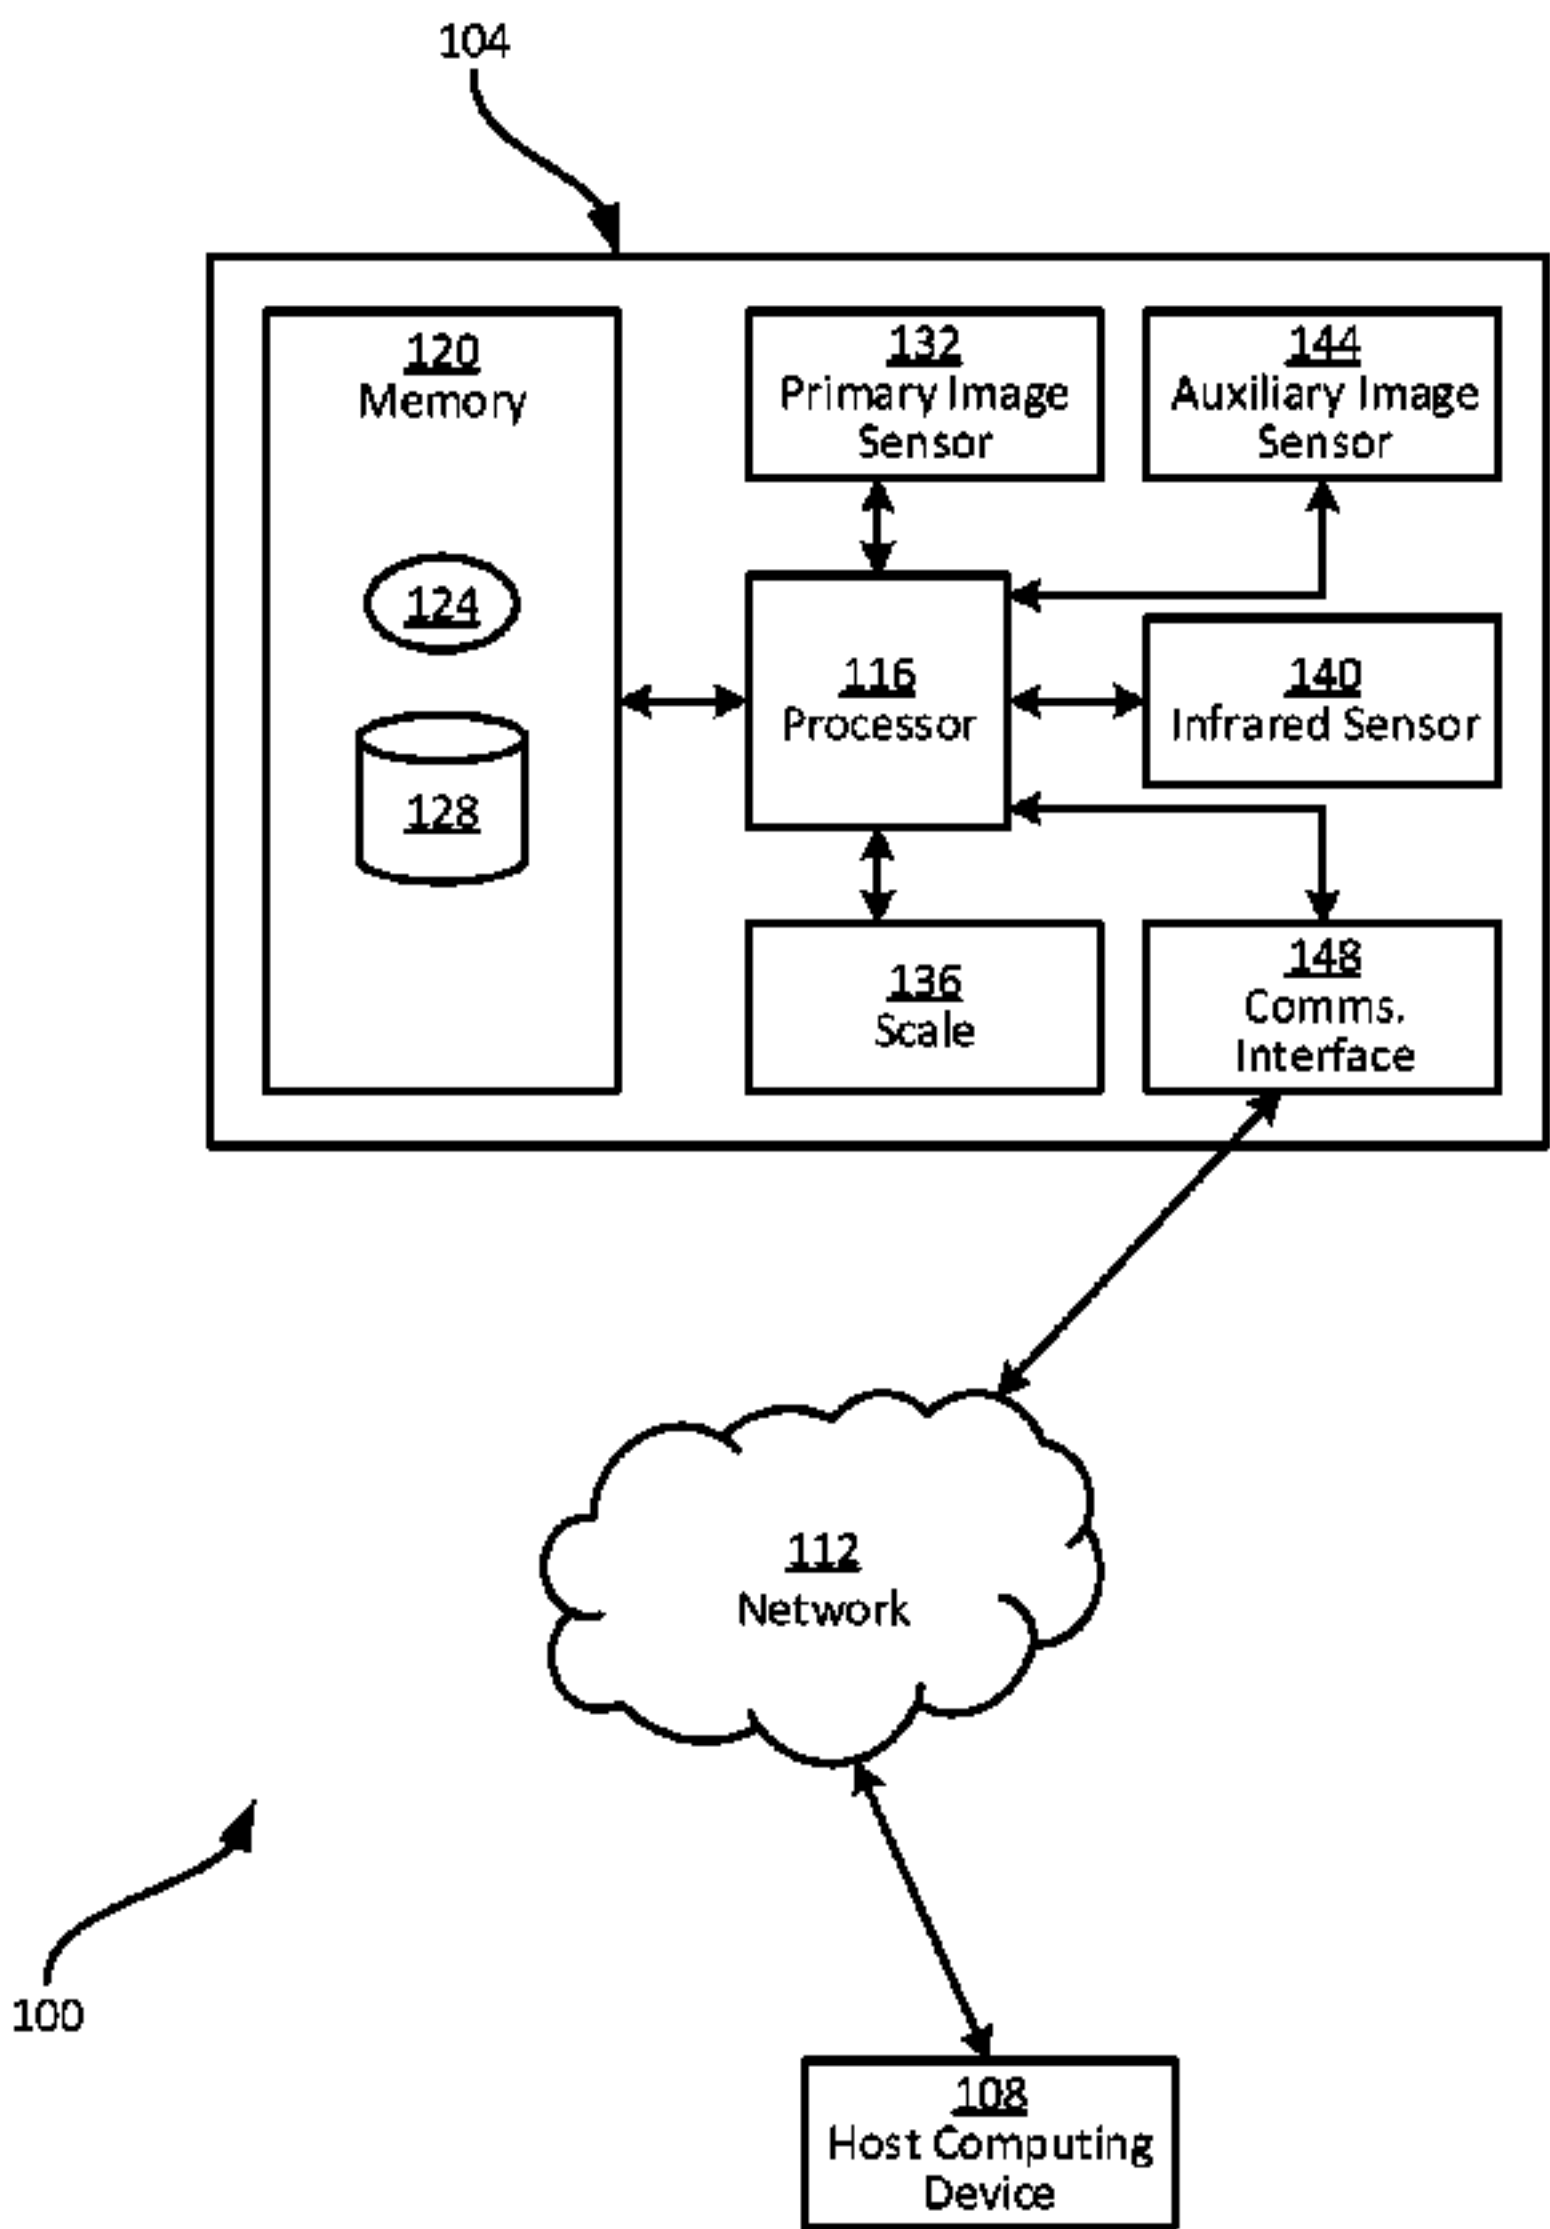 104
120
Memory
124
128
132
Primary Image
Sensor
144
Auxiliary Image
Sensor
116
Processor
140
Infrared Sensor
136
Scale
148
Comms.
Interface
112
Network
100
108
Host Computing
Device